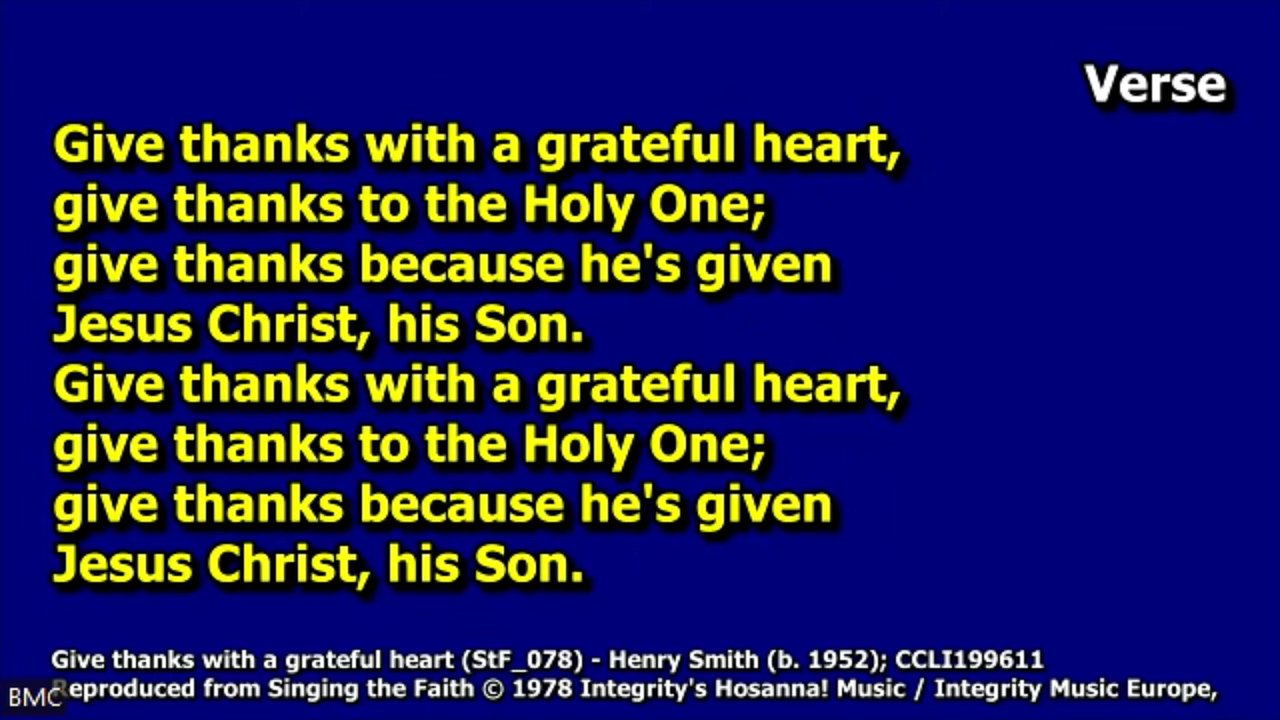 Verse
Give thanks with a grateful heart,
give thanks to the Holy One;
give thanks because he's given
Jesus Christ, his Son.
Give thanks with a grateful heart,
give thanks to the Holy One;
give thanks because he's given
Jesus Christ, his Son.
Give thanks with a grateful heart (StF_078) - Henry Smith (b. 1952); CCLI199611
Reproduced from Singing the Faith © 1978 Integrity's Hosanna! Music / Integrity Music Europe,
BMC